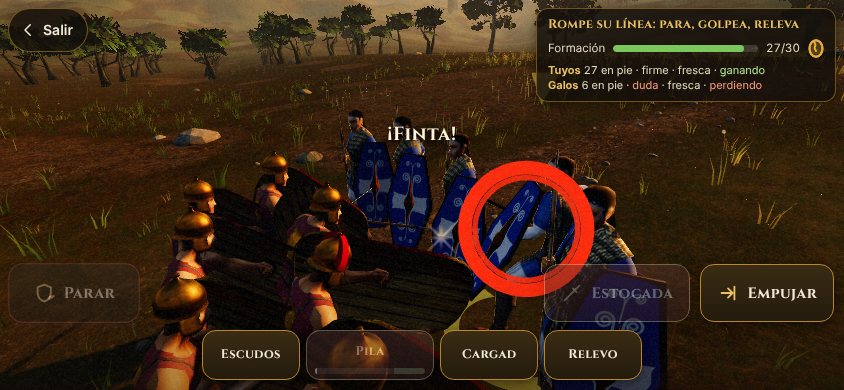 Salir
ROMPE SU LÍNEA: PARA, GOLPEA, RELEVA
Formación 27/30
Tuyos 27 en pie · firme · fresca · ganando
Galos 6 en pie · duda · fresca · perdiendo
¡FINTA!
PARAR
ESTOCADA
EMPUJAR
ESCUDOS
PILA
CARGAD
RELEVO